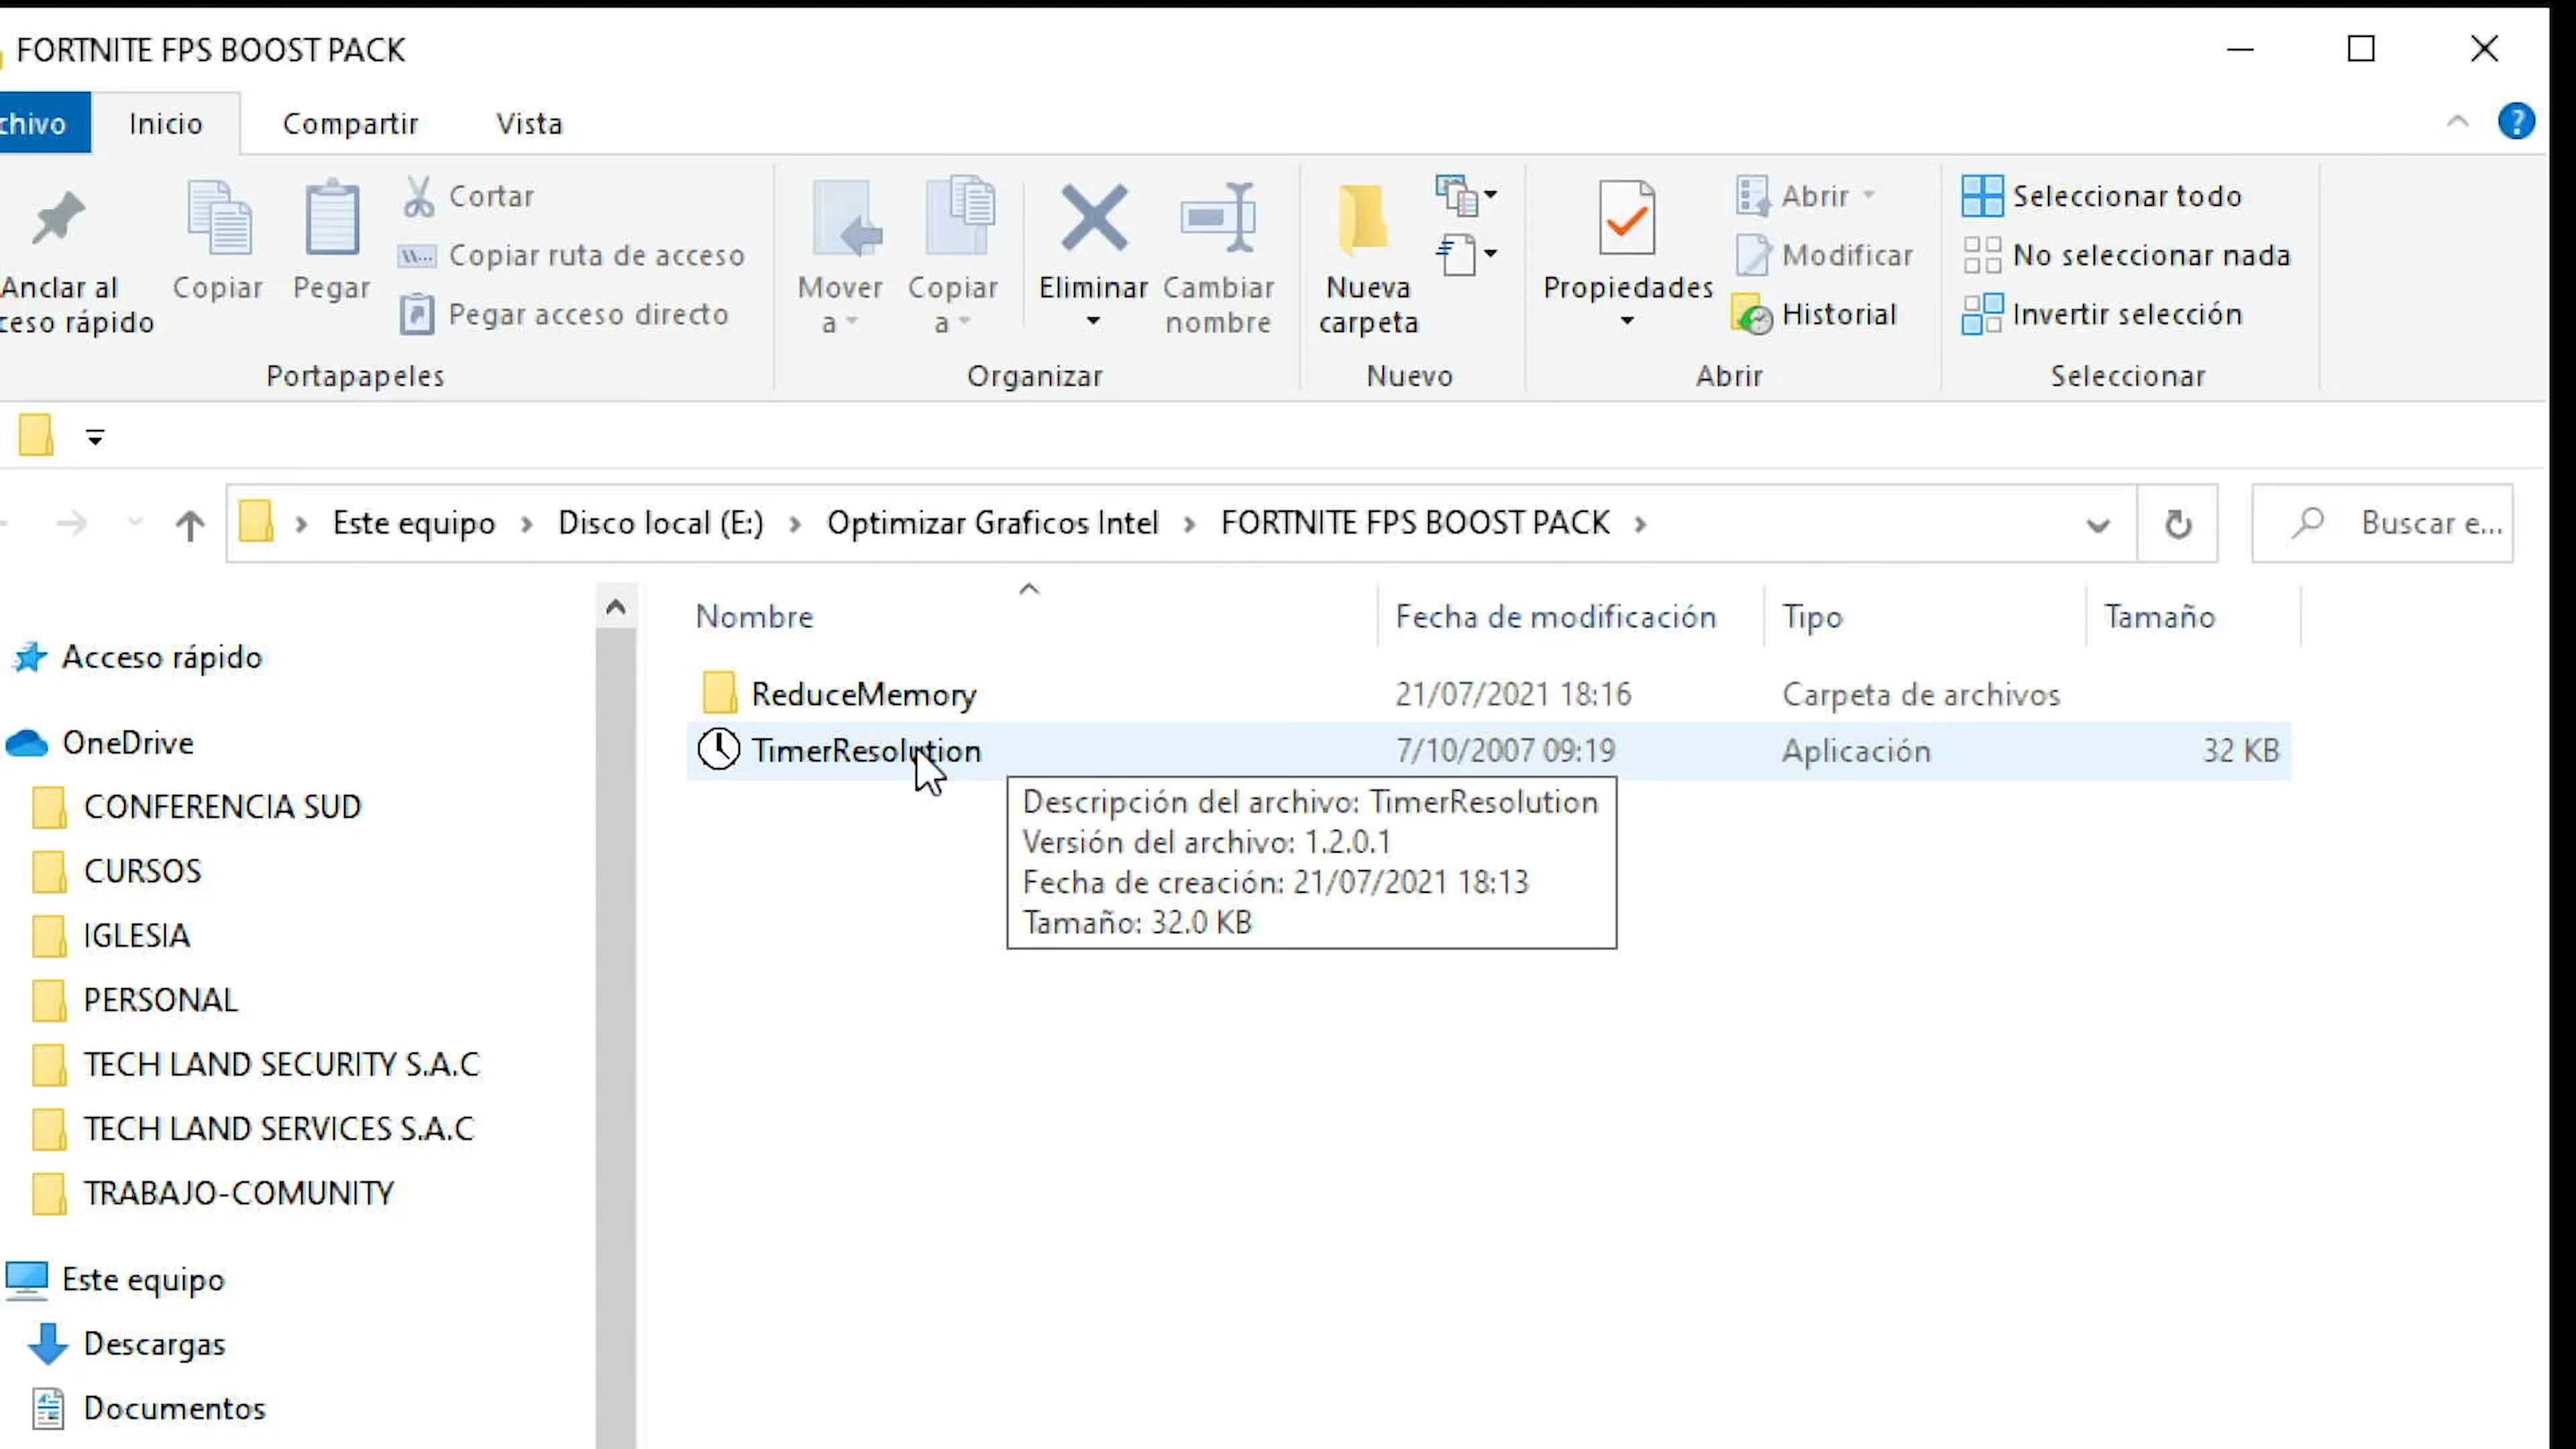 FORTNITE FPS BOOST PACK
chivo Inicio Compartir Vista
Anclar al
ceso rápido
Copiar
Pegar
Cortar
Copiar ruta de acceso
Pegar acceso directo
Portapapeles
Mover
a
Copiar
a
Eliminar
Cambiar
nombre
Organizar
Nueva
carpeta
Nuevo
Propiedades
Abrir
Modificar
Historial
Abrir
Seleccionar todo
No seleccionar nada
Invertir selección
Seleccionar
Este equipo > Disco local (E:) > Optimizar Graficos Intel > FORTNITE FPS BOOST PACK >
Buscar e...
Acceso rápido
OneDrive
CONFERENCIA SUD
CURSOS
IGLESIA
PERSONAL
TECH LAND SECURITY S.A.C
TECH LAND SERVICES S.A.C
TRABAJO-COMUNITY
Este equipo
Descargas
Documentos
Nombre Fecha de modificación Tipo Tamaño
ReduceMemory 21/07/2021 18:16 Carpeta de archivos
TimerResolution 7/10/2007 09:19 Aplicación 32 KB
Descripción del archivo: TimerResolution
Versión del archivo: 1.2.0.1
Fecha de creación: 21/07/2021 18:13
Tamaño: 32.0 KB